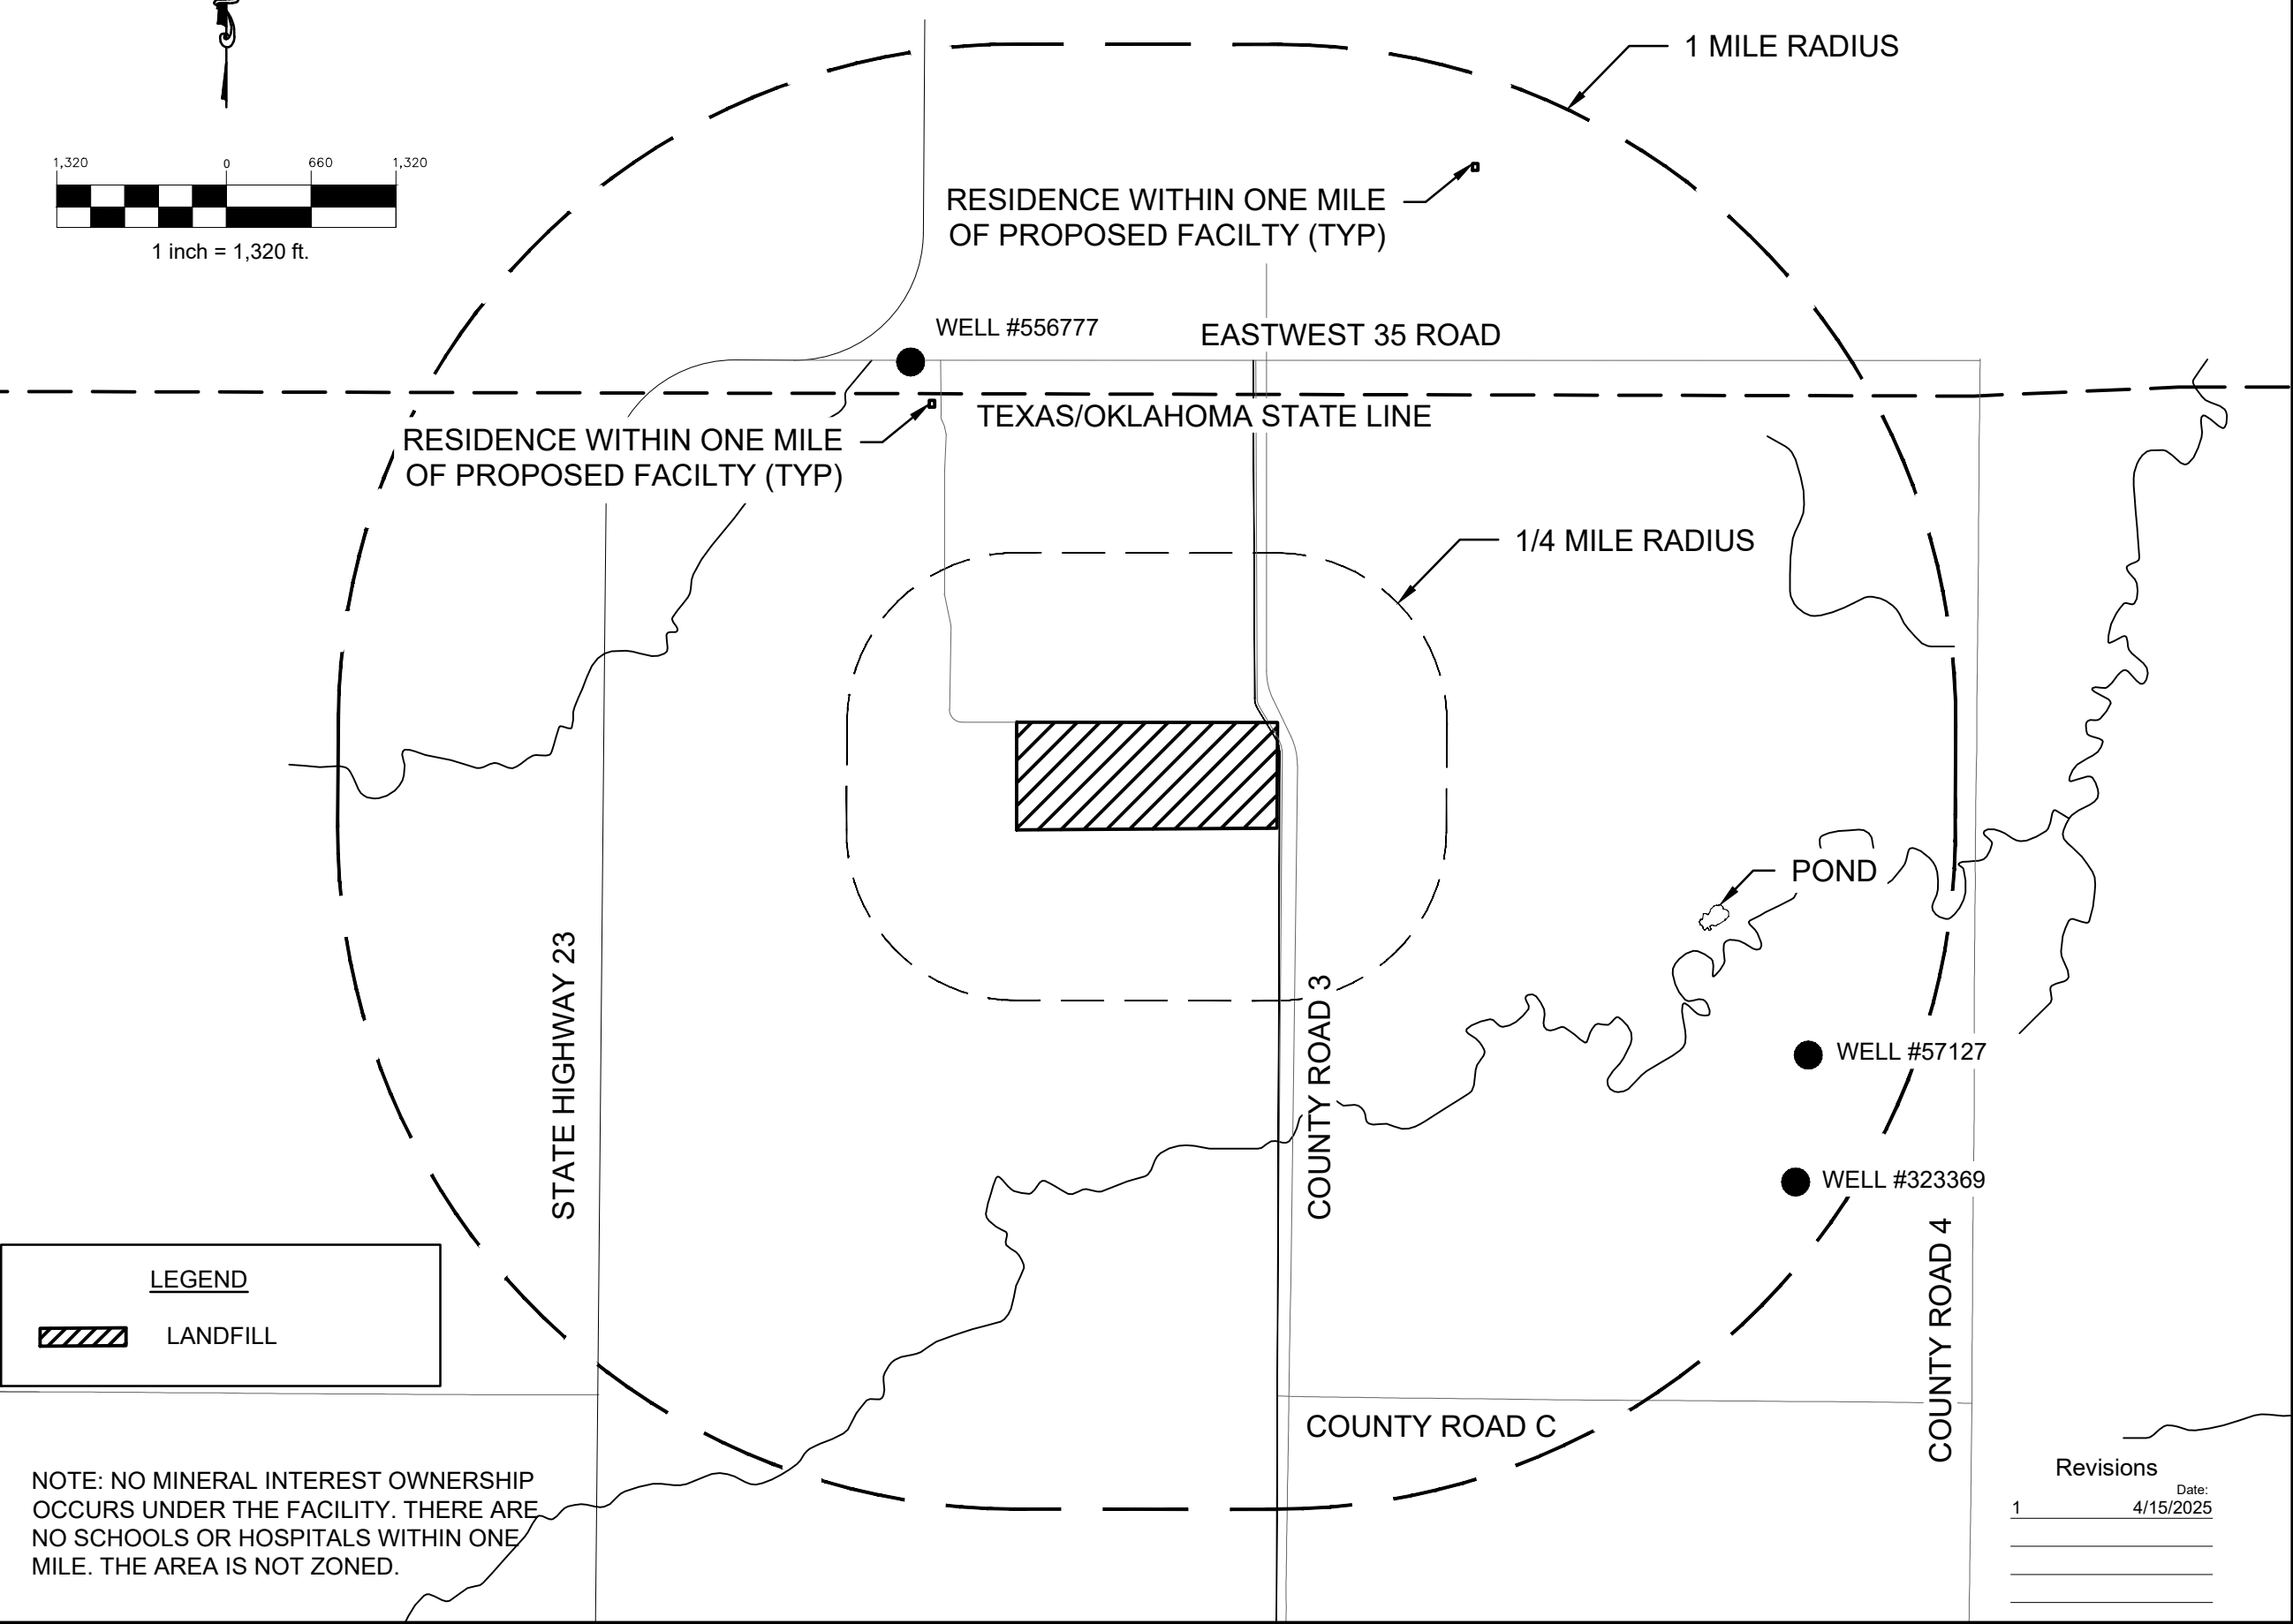 1 MILE RADIUS
1,320 0 660 1,320
1 inch = 1,320 ft.
RESIDENCE WITHIN ONE MILE
OF PROPOSED FACILTY (TYP)
WELL #556777
EASTWEST 35 ROAD
TEXAS/OKLAHOMA STATE LINE
RESIDENCE WITHIN ONE MILE
OF PROPOSED FACILTY (TYP)
1/4 MILE RADIUS
POND
STATE HIGHWAY 23
COUNTY ROAD 3
WELL #57127
WELL #323369
COUNTY ROAD 4
LEGEND
LANDFILL
COUNTY ROAD C
NOTE: NO MINERAL INTEREST OWNERSHIP
OCCURS UNDER THE FACILITY. THERE ARE
NO SCHOOLS OR HOSPITALS WITHIN ONE
MILE. THE AREA IS NOT ZONED.
Revisions
Date:
1 4/15/2025